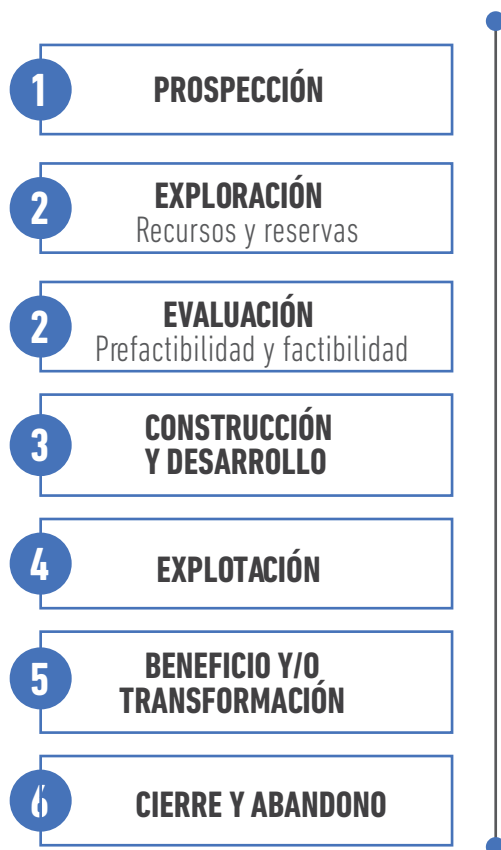 1
PROSPECCIÓN
2
EXPLORACIÓN
Recursos y reservas
2
EVALUACIÓN
Prefactibilidad y factibilidad
3
CONSTRUCCIÓN
Y DESARROLLO
4
EXPLOTACIÓN
5
BENEFICIO Y/O
TRANSFORMACIÓN
6
CIERRE Y ABANDONO